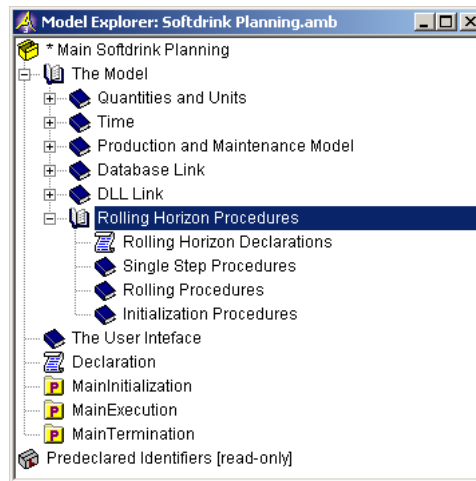 Model Explorer: Softdrink Planning.amb
* Main Softdrink Planning
The Model
Quantities and Units
Time
Production and Maintenance Model
Database Link
DLL Link
Rolling Horizon Procedures
Rolling Horizon Declarations
Single Step Procedures
Rolling Procedures
Initialization Procedures
The User Inteface
Declaration
P MainInitialization
P MainExecution
P MainTermination
Predeclared Identifiers [read-only]